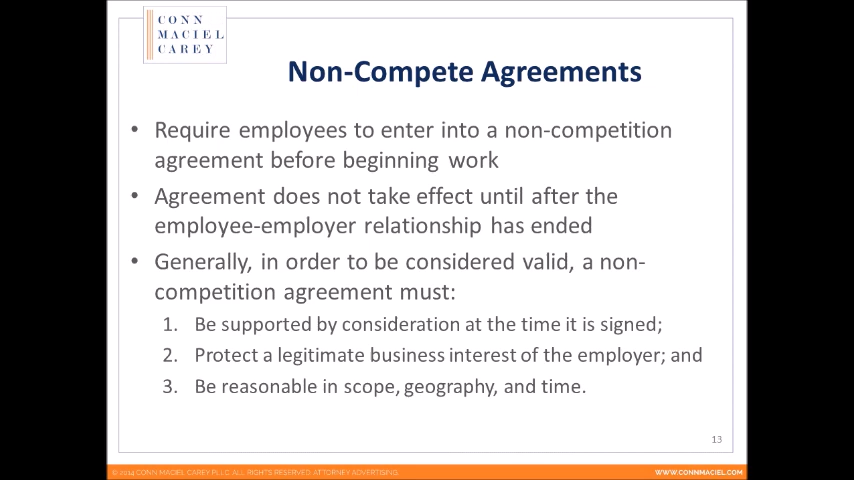 CONN
MACIEL
CAREY
Non-Compete Agreements
• Require employees to enter into a non-competition
agreement before beginning work
• Agreement does not take effect until after the
employee-employer relationship has ended
• Generally, in order to be considered valid, a non-
competition agreement must:
1. Be supported by consideration at the time it is signed;
2. Protect a legitimate business interest of the employer; and
3. Be reasonable in scope, geography, and time.
13
© 2014 CONN MACIEL CAREY PLLC ALL RIGHTS RESERVED ATTORNEY ADVERTISING
WWW.CONNMACIEL.COM